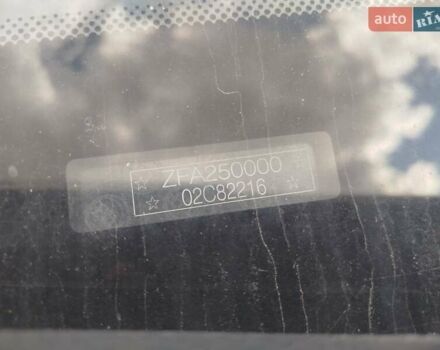 auto RIA
☆ ZFA250000 ☆
☆ 02C82216 ☆